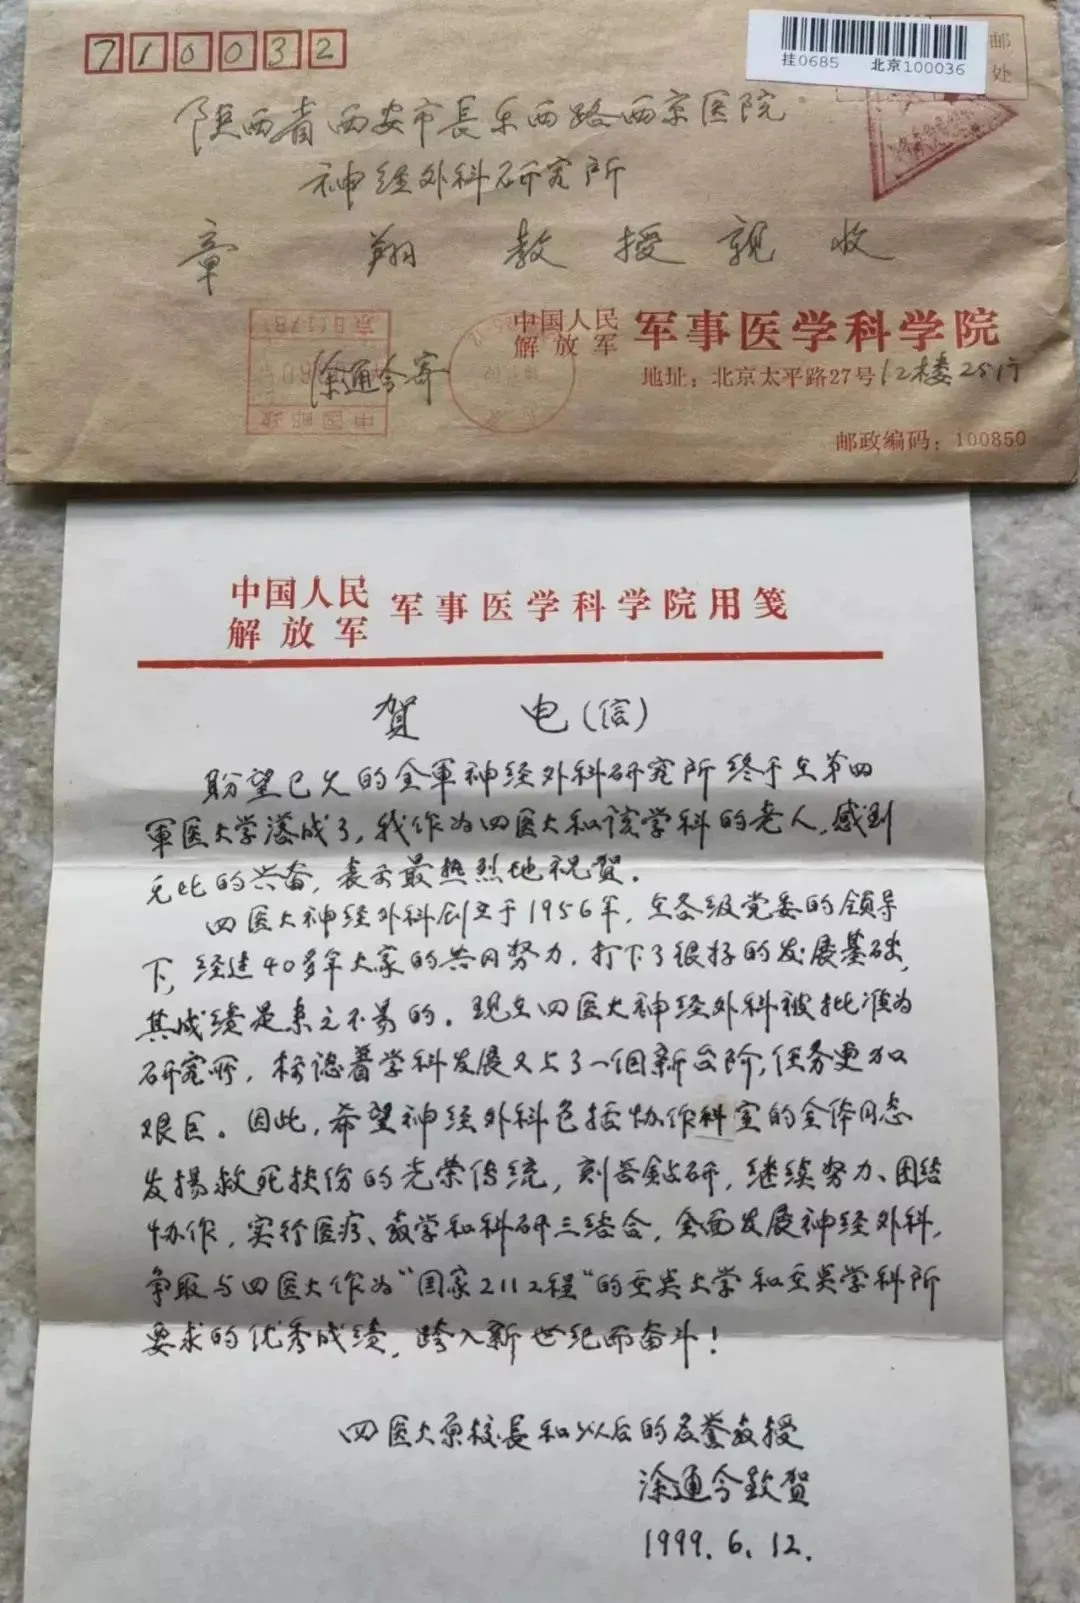 710032
挂0685 北京100036
邮
处
陕西省西安市長乐西路西京医院
神经外科研究所
章 翔 教授親收
中国人民解放军 军事医学科学院
地址：北京太平路27号12楼25门
涂通今寄
中国邮政
邮政编码：100850
中国人民解放军 军事医学科学院用笺
贺 电（信）
盼望已久的全軍神经外科研究所终于在第四
軍医大学落成了，我作为四医大和该学科的老人，感到
无比的兴奋，表示最热烈地祝贺。
四医大神经外科创立于1956年，在各级党委的领导
下，经过40多年大家的共同努力，打下了很好的发展基础，
其成绩是来之不易的。现在四医大神经外科被批准为
研究所，标志着学科发展又上了一個新台阶，任务更加
艰巨。因此，希望神经外科包括协作科室的全体同志
发揚救死扶伤的光荣传统，刻苦鉆研，继续努力、团结
协作，实行医疗、教学和科研三结合，全面发展神经外科，
争取与四医大作为“国家211工程”的重点大学和重点学科所
要求的优秀成绩，跨入新世纪而奋斗！
四医大原校長和以后的名誉教授
涂通今致贺
1999.6.12.